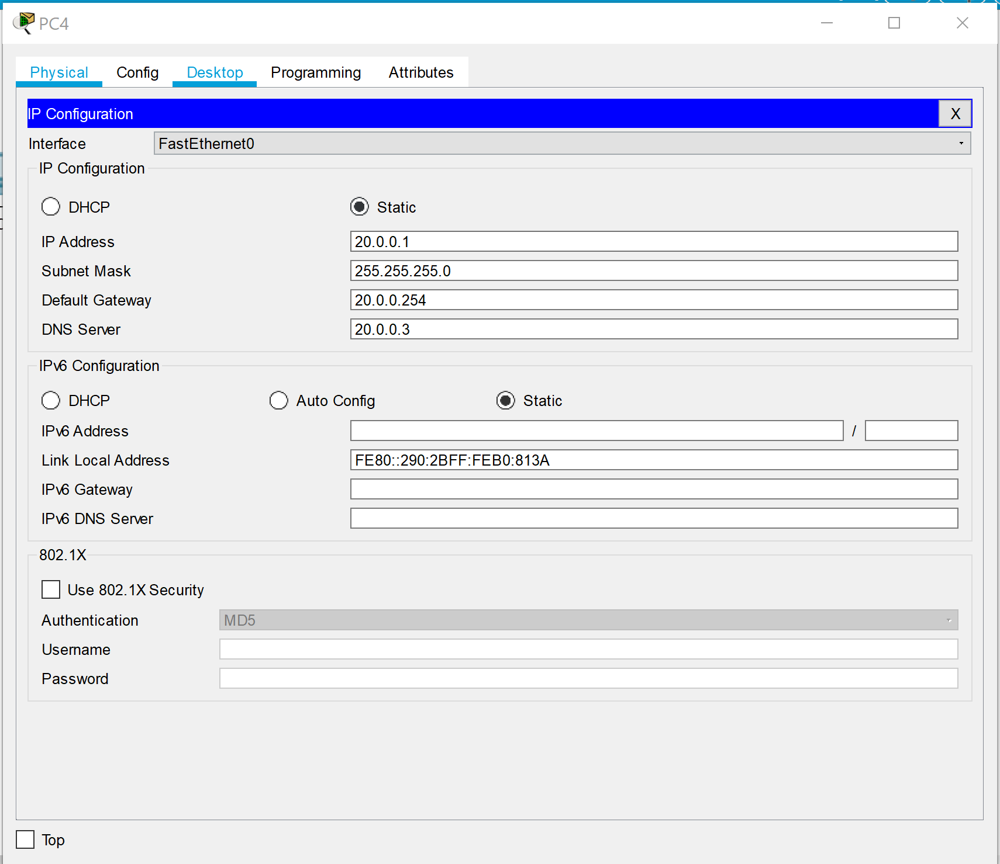 PC4
Physical Config Desktop Programming Attributes
IP Configuration X
Interface FastEthernet0
IP Configuration
DHCP Static
IP Address 20.0.0.1
Subnet Mask 255.255.255.0
Default Gateway 20.0.0.254
DNS Server 20.0.0.3
IPv6 Configuration
DHCP Auto Config Static
IPv6 Address /
Link Local Address FE80::290:2BFF:FEB0:813A
IPv6 Gateway
IPv6 DNS Server
802.1X
Use 802.1X Security
Authentication MD5
Username
Password
Top